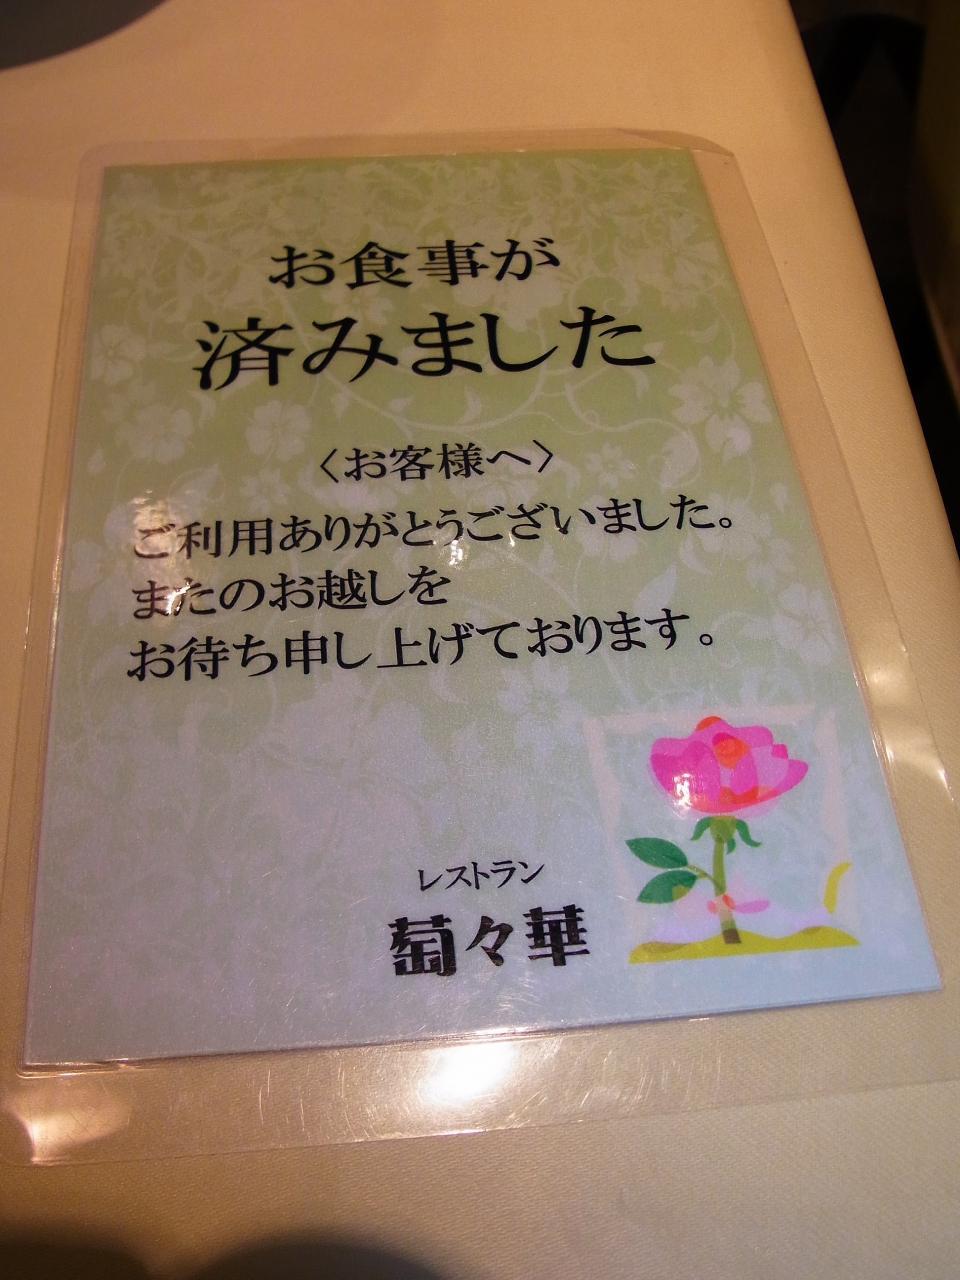 お食事が
済みました
〈お客様へ〉
ご利用ありがとうございました。
またのお越しを
お待ち申し上げております。
レストラン
萄々華